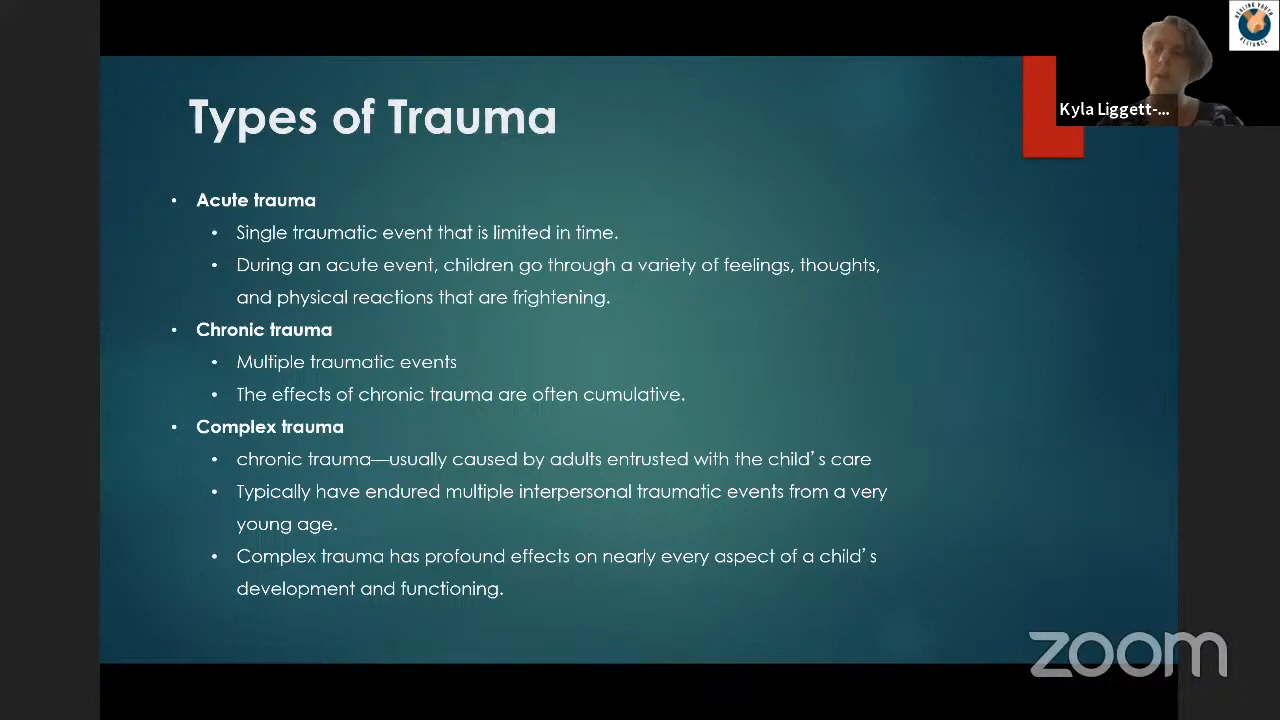 HEALING YOUTH
ALLIANCE
Kyla Liggett-...
Types of Trauma
• Acute trauma
• Single traumatic event that is limited in time.
• During an acute event, children go through a variety of feelings, thoughts,
and physical reactions that are frightening.
• Chronic trauma
• Multiple traumatic events
• The effects of chronic trauma are often cumulative.
• Complex trauma
• chronic trauma—usually caused by adults entrusted with the child’s care
• Typically have endured multiple interpersonal traumatic events from a very
young age.
• Complex trauma has profound effects on nearly every aspect of a child’s
development and functioning.
zoom